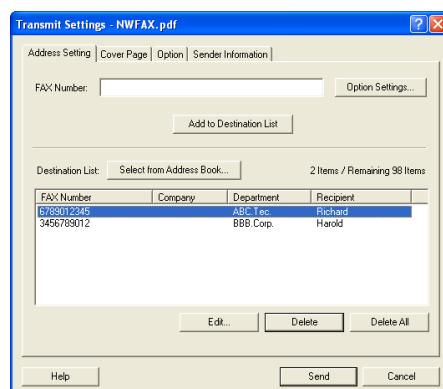 Transmit Settings - NWFAX.pdf
Address Setting Cover Page Option Sender Information
FAX Number: Option Settings...
Add to Destination List
Destination List: Select from Address Book... 2 Items / Remaining 98 Items
FAX Number Company Department Recipient
6789012345 ABC.Tec. Richard
3456789012 BBB.Corp. Harold
Edit... Delete Delete All
Help Send Cancel